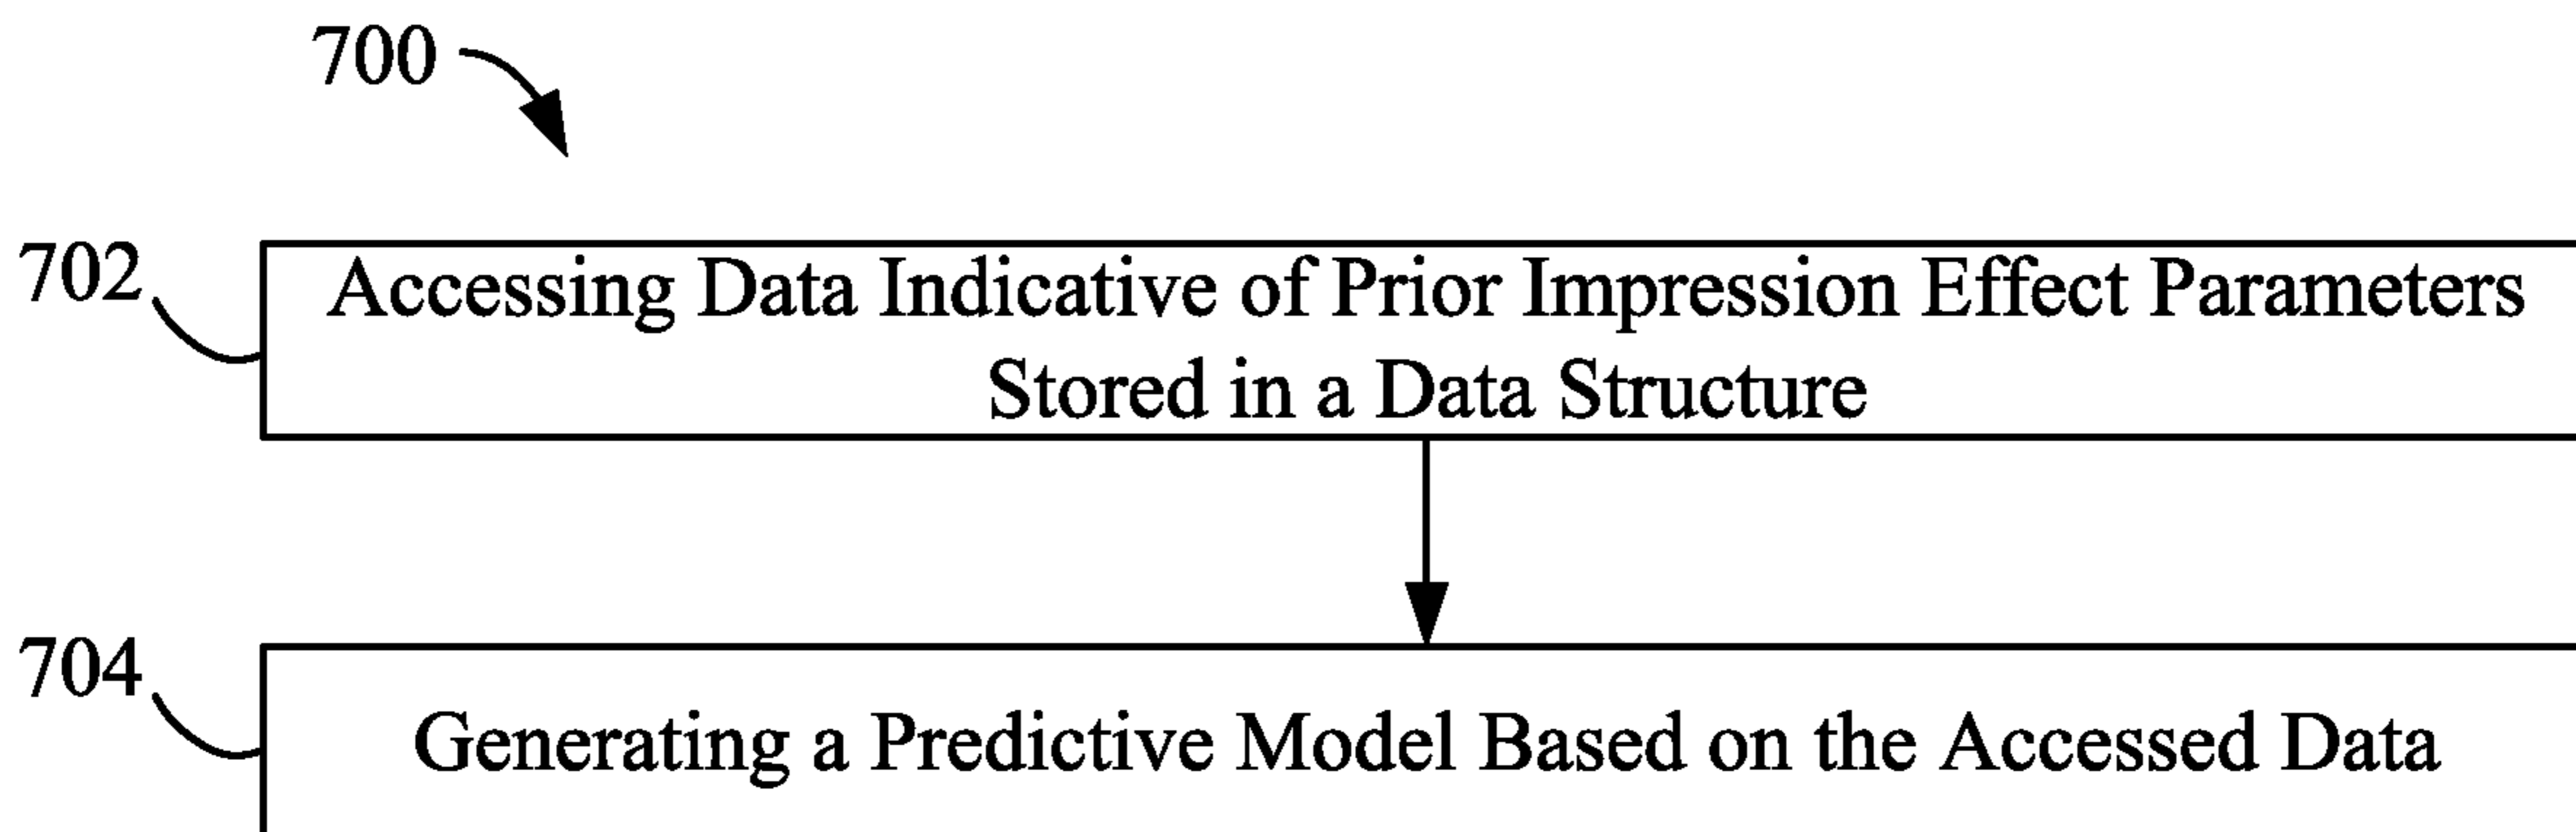 700
702
Accessing Data Indicative of Prior Impression Effect Parameters
Stored in a Data Structure
704
Generating a Predictive Model Based on the Accessed Data